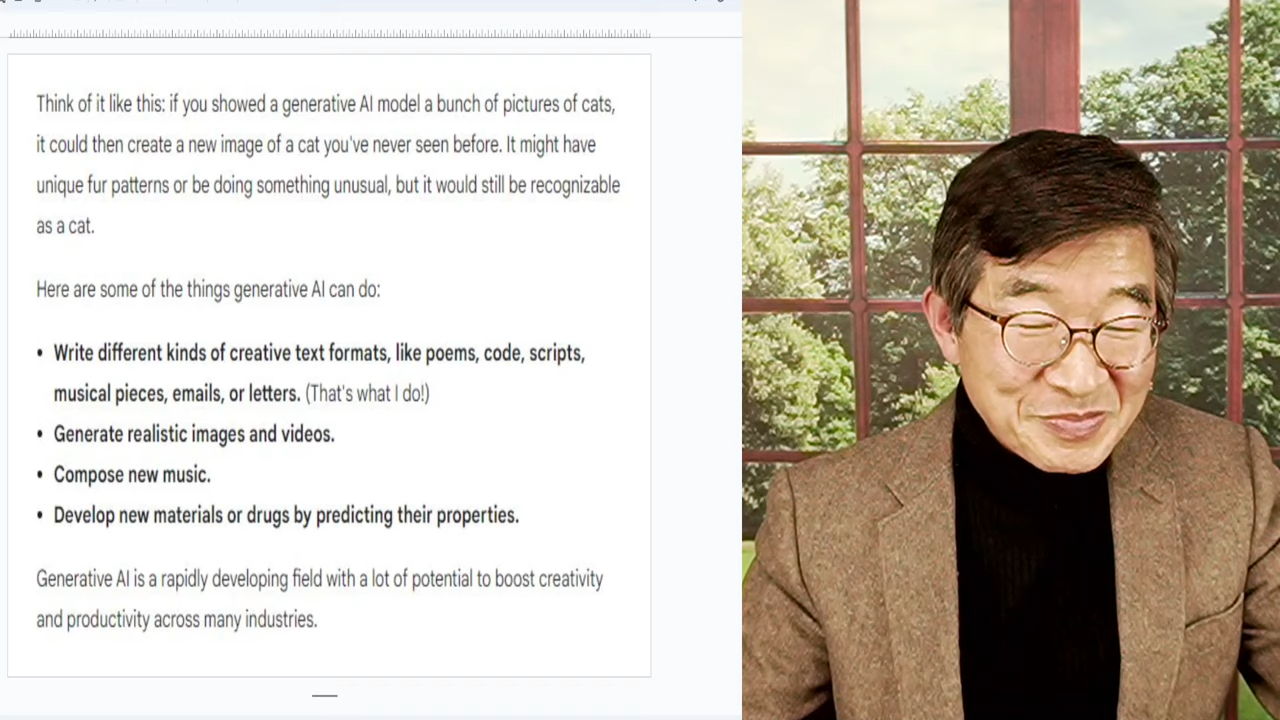 Think of it like this: if you showed a generative AI model a bunch of pictures of cats,
it could then create a new image of a cat you've never seen before. It might have
unique fur patterns or be doing something unusual, but it would still be recognizable
as a cat.
Here are some of the things generative AI can do:
• Write different kinds of creative text formats, like poems, code, scripts,
musical pieces, emails, or letters. (That's what I do!)
• Generate realistic images and videos.
• Compose new music.
• Develop new materials or drugs by predicting their properties.
Generative AI is a rapidly developing field with a lot of potential to boost creativity
and productivity across many industries.